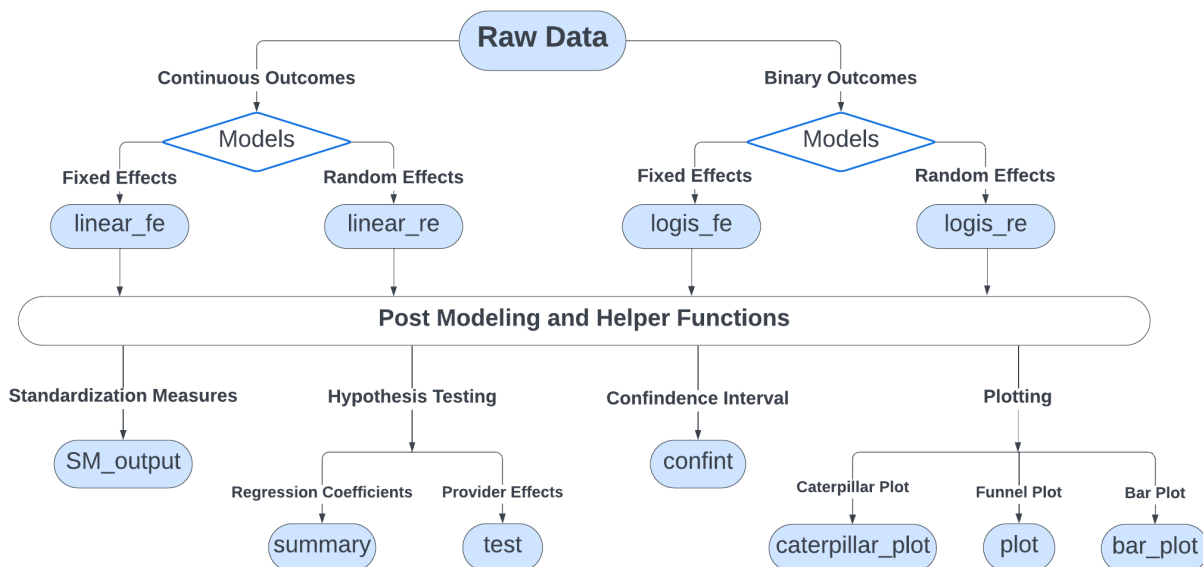 Raw Data
Continuous Outcomes
Binary Outcomes
Models
Models
Fixed Effects
Random Effects
Fixed Effects
Random Effects
linear_fe
linear_re
logis_fe
logis_re
Post Modeling and Helper Functions
Standardization Measures
Hypothesis Testing
Confindence Interval
Plotting
SM_output
confint
Regression Coefficients
Provider Effects
Caterpillar Plot
Funnel Plot
Bar Plot
summary
test
caterpillar_plot
plot
bar_plot